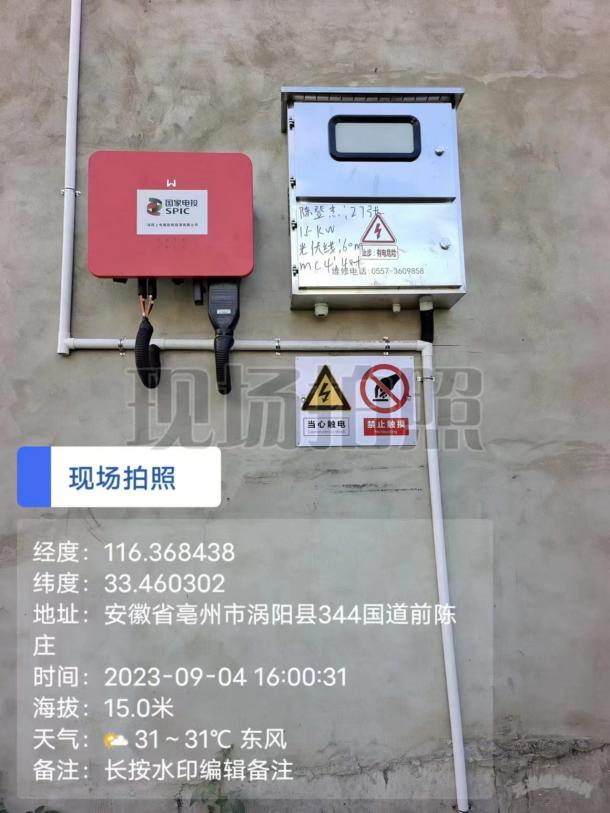 国家电投
SPIC
陈登杰;27张
15KW
光伏线;60m
MC4;4对
止步·有电危险
维修电话:0557-3609858
当心触电
禁止触摸
No touching
现场拍照
现场拍照
经度：116.368438
纬度：33.460302
地址：安徽省亳州市涡阳县344国道前陈
庄
时间：2023-09-04 16:00:31
海拔：15.0米
天气：31～31℃ 东风
备注：长按水印编辑备注